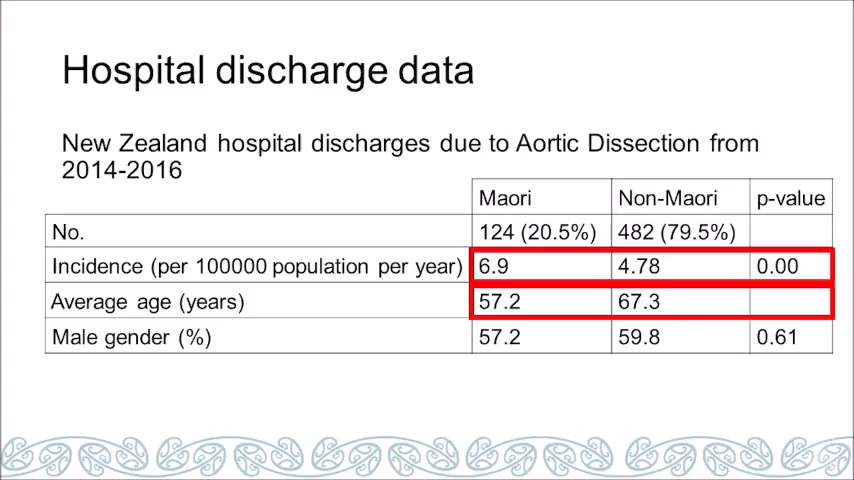 Hospital discharge data
New Zealand hospital discharges due to Aortic Dissection from
2014-2016
Maori Non-Maori p-value
No. 124 (20.5%) 482 (79.5%)
Incidence (per 100000 population per year) 6.9 4.78 0.00
Average age (years) 57.2 67.3
Male gender (%) 57.2 59.8 0.61